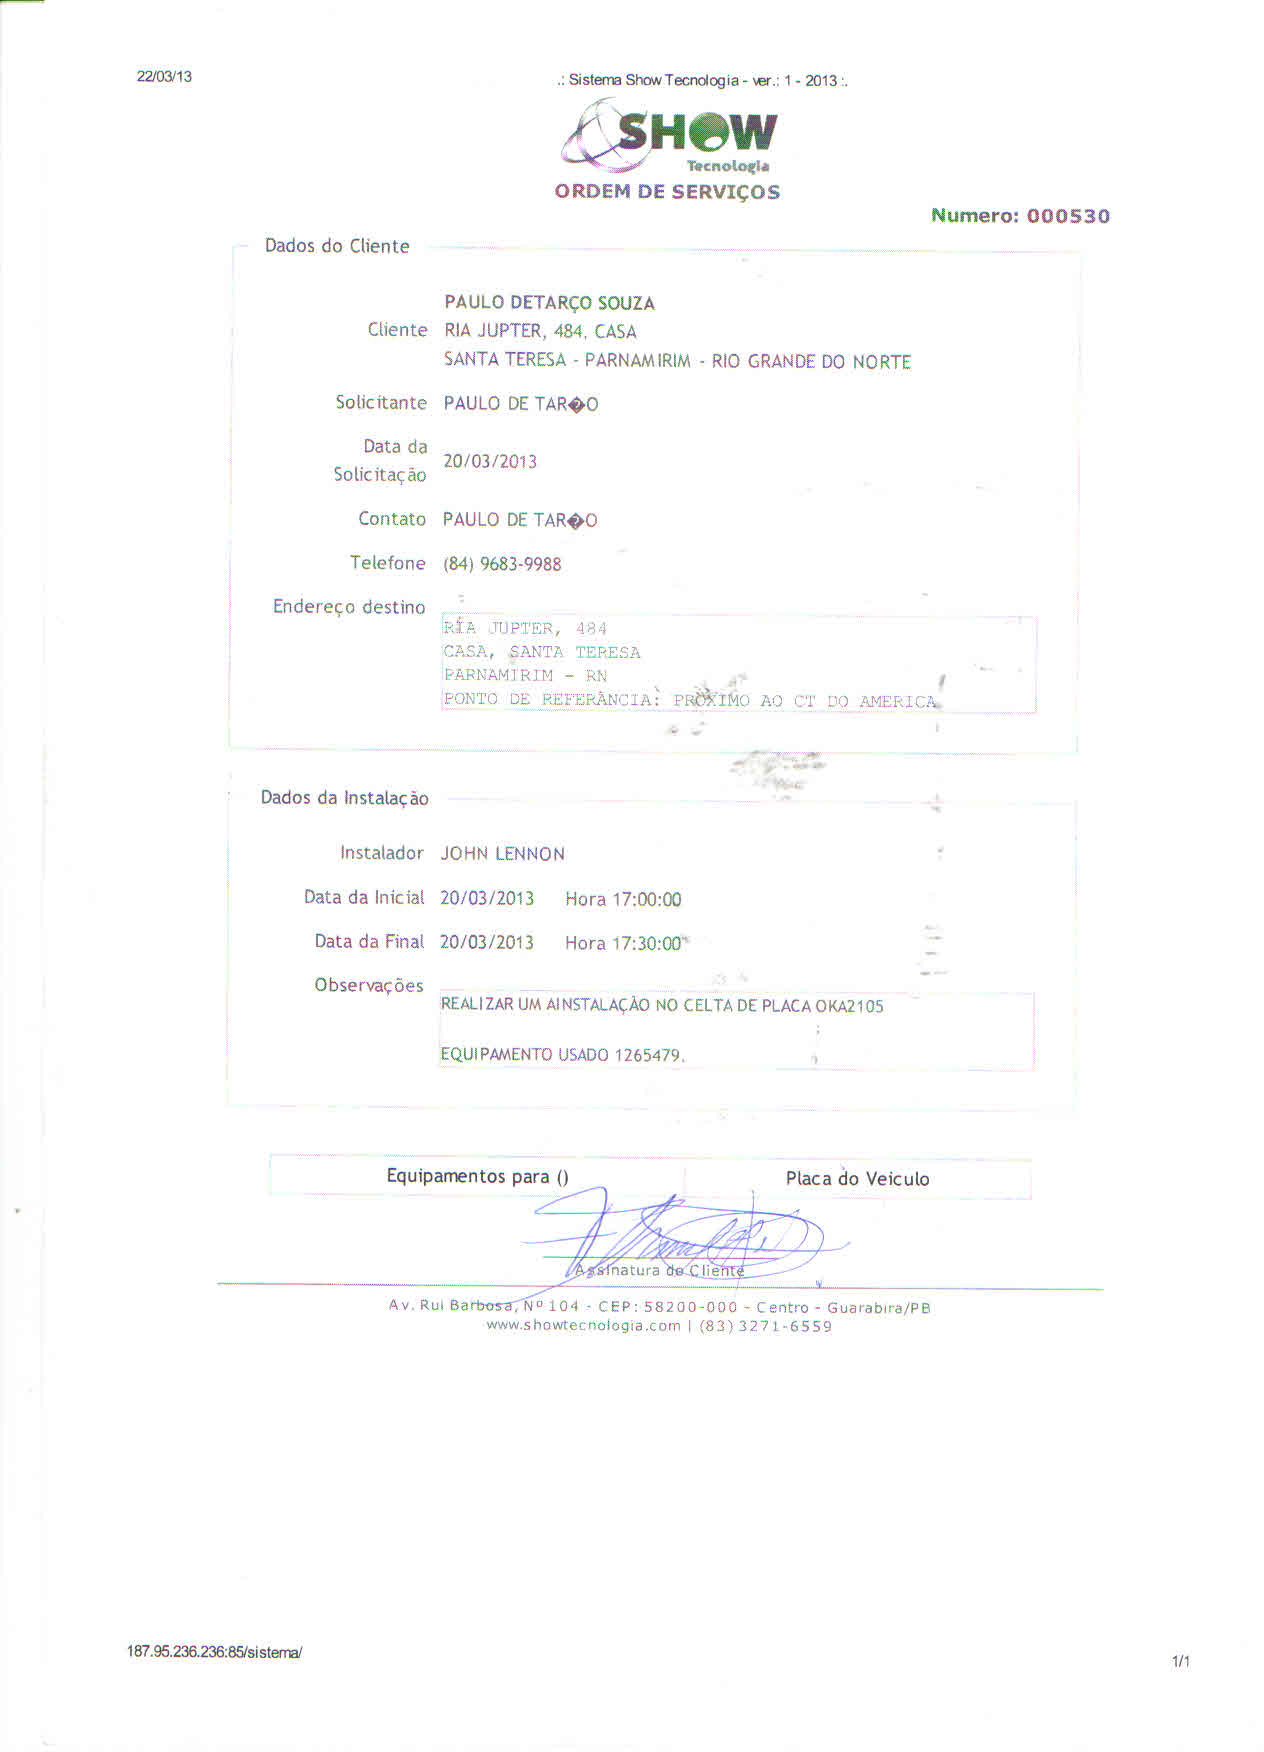 22/03/13
.: Sistema Show Tecnologia - ver.: 1 - 2013 :.
SHOW
Tecnologia
ORDEM DE SERVIÇOS
Numero: 000530
Dados do Cliente
PAULO DETARÇO SOUZA
Cliente RIA JUPTER, 484, CASA
SANTA TERESA - PARNAMIRIM - RIO GRANDE DO NORTE
Solicitante PAULO DE TAR�O
Data da
Solicitação 20/03/2013
Contato PAULO DE TAR�O
Telefone (84) 9683-9988
Endereço destino
RIA JUPTER, 484
CASA, SANTA TERESA
PARNAMIRIM - RN
PONTO DE REFERÂNCIA: PRÓXIMO AO CT DO AMERICA
Dados da Instalação
Instalador JOHN LENNON
Data da Inicial 20/03/2013 Hora 17:00:00
Data da Final 20/03/2013 Hora 17:30:00
Observações
REALIZAR UM AINSTALAÇÃO NO CELTA DE PLACA OKA2105
EQUIPAMENTO USADO 1265479.
Equipamentos para () Placa do Veiculo
Assinatura do Cliente
Av. Rui Barbosa, Nº 104 - CEP: 58200-000 - Centro - Guarabira/PB
www.showtecnologia.com | (83) 3271-6559
187.95.236.236:85/sistema/
1/1